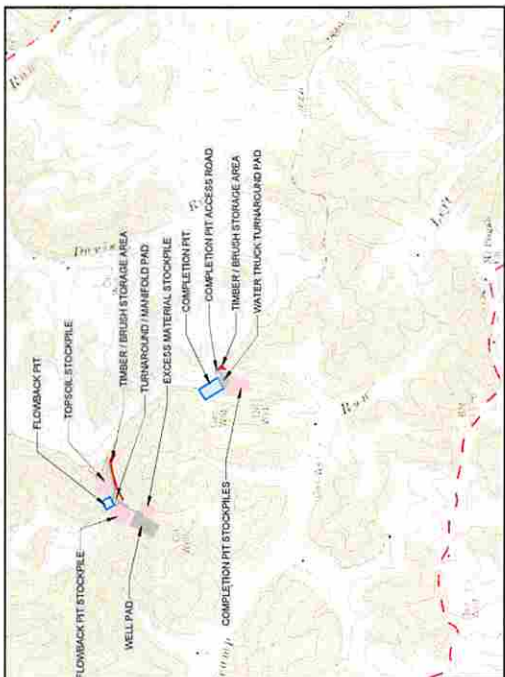 FLOWBACK PIT
TOPSOIL STOCKPILE
TIMBER / BRUSH STORAGE AREA
TURNAROUND / MANIFOLD PAD
EXCESS MATERIAL STOCKPILE
COMPLETION PIT
COMPLETION PIT ACCESS ROAD
TIMBER / BRUSH STORAGE AREA
WATER TRUCK TURNAROUND PAD
FLOWBACK PIT STOCKPILE
WELL PAD
COMPLETION PIT STOCKPILES
Run
Davis
Run
Left